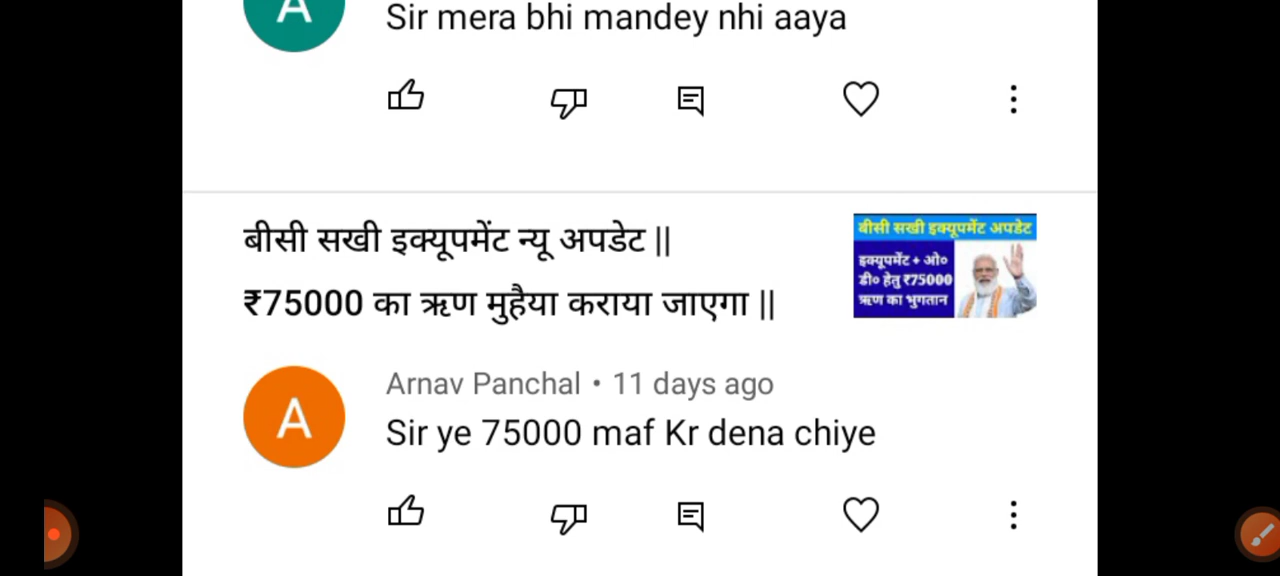 A
Sir mera bhi mandey nhi aaya
बीसी सखी इक्यूपमेंट न्यू अपडेट ||
₹75000 का ऋण मुहैया कराया जाएगा ||
बीसी सखी इक्यूपमेंट अपडेट
इक्यूपमेंट + ओ०
डी० हेतु ₹75000
ऋण का भुगतान
A
Arnav Panchal • 11 days ago
Sir ye 75000 maf Kr dena chiye